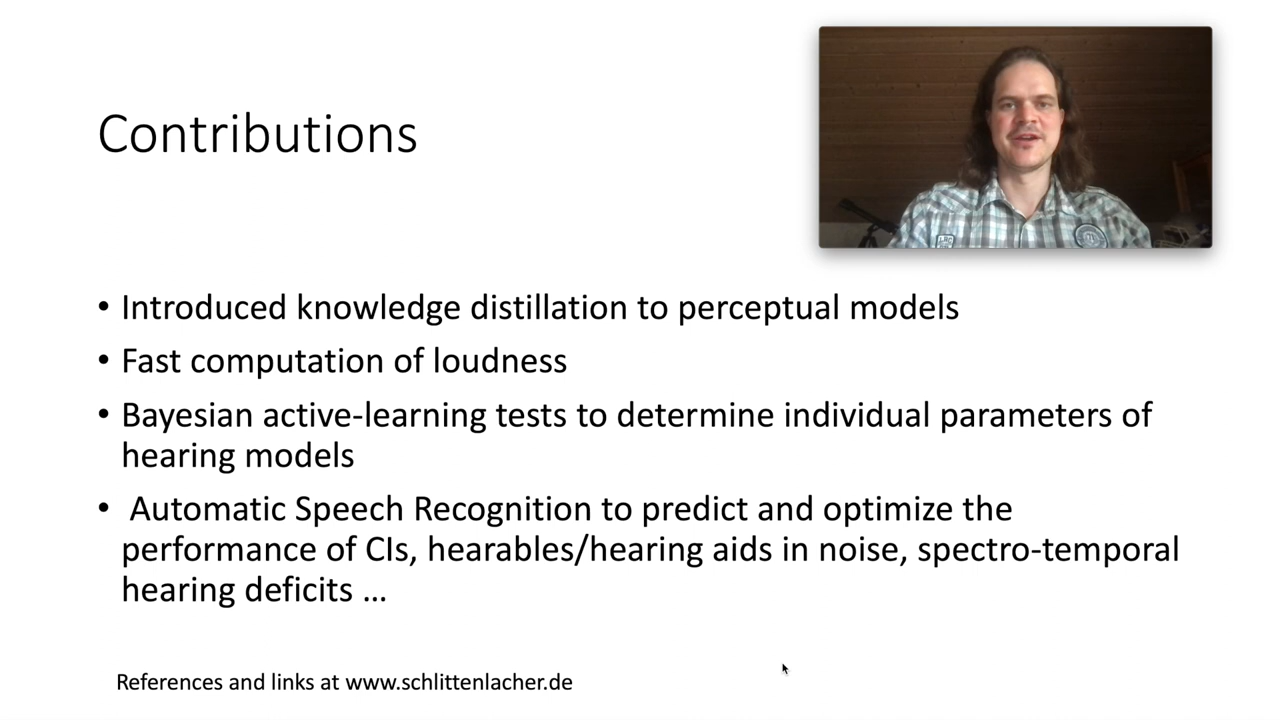 Contributions
• Introduced knowledge distillation to perceptual models
• Fast computation of loudness
• Bayesian active-learning tests to determine individual parameters of
hearing models
• Automatic Speech Recognition to predict and optimize the
performance of CIs, hearables/hearing aids in noise, spectro-temporal
hearing deficits ...
References and links at www.schlittenlacher.de